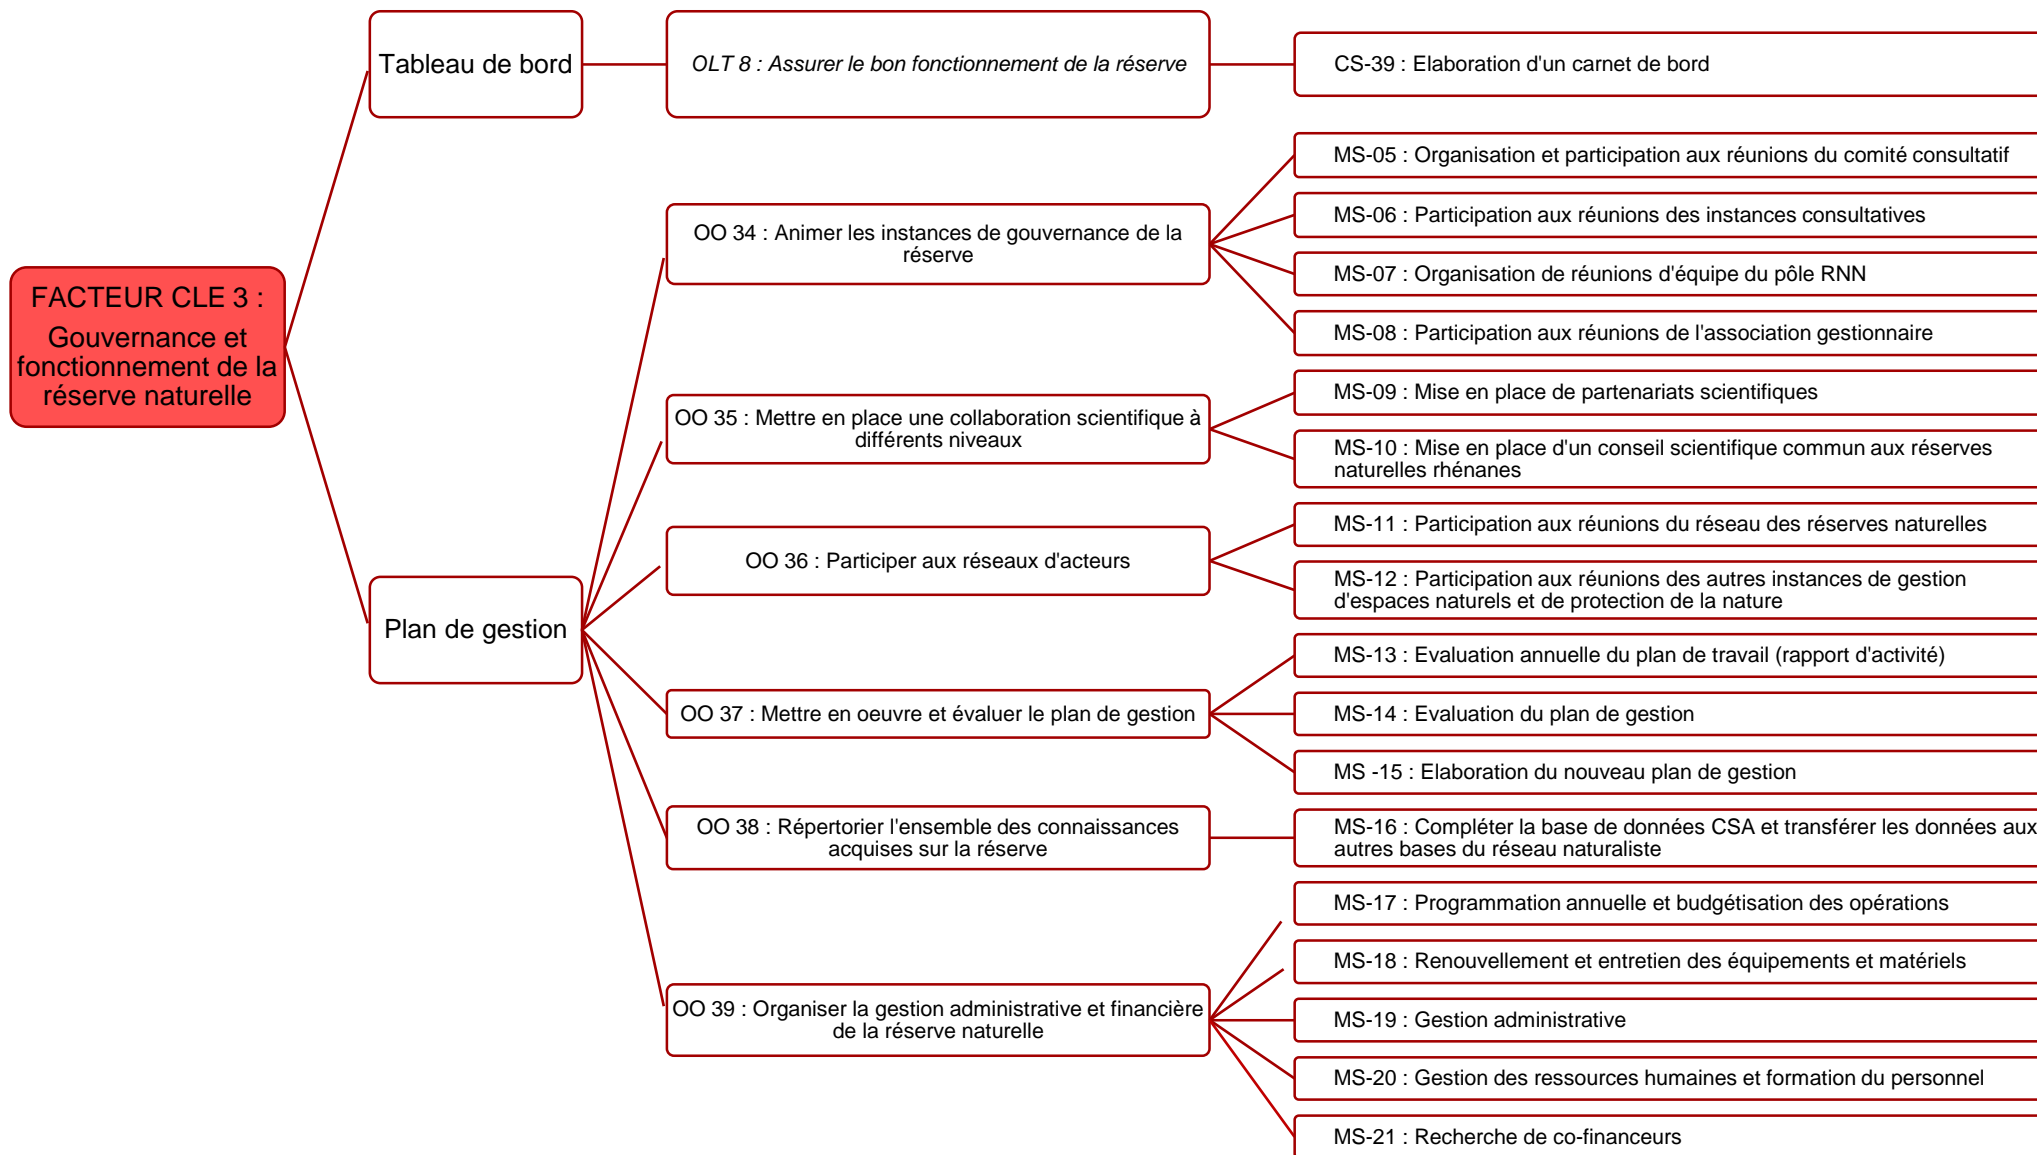 FACTEUR CLE 3 :
Gouvernance et
fonctionnement de la
réserve naturelle
Tableau de bord
OLT 8 : Assurer le bon fonctionnement de la réserve
CS-39 : Elaboration d'un carnet de bord
Plan de gestion
OO 34 : Animer les instances de gouvernance de la
réserve
MS-05 : Organisation et participation aux réunions du comité consultatif
MS-06 : Participation aux réunions des instances consultatives
MS-07 : Organisation de réunions d'équipe du pôle RNN
MS-08 : Participation aux réunions de l'association gestionnaire
OO 35 : Mettre en place une collaboration scientifique à
différents niveaux
MS-09 : Mise en place de partenariats scientifiques
MS-10 : Mise en place d'un conseil scientifique commun aux réserves
naturelles rhénanes
OO 36 : Participer aux réseaux d'acteurs
MS-11 : Participation aux réunions du réseau des réserves naturelles
MS-12 : Participation aux réunions des autres instances de gestion
d'espaces naturels et de protection de la nature
OO 37 : Mettre en oeuvre et évaluer le plan de gestion
MS-13 : Evaluation annuelle du plan de travail (rapport d'activité)
MS-14 : Evaluation du plan de gestion
MS -15 : Elaboration du nouveau plan de gestion
OO 38 : Répertorier l'ensemble des connaissances
acquises sur la réserve
MS-16 : Compléter la base de données CSA et transférer les données aux
autres bases du réseau naturaliste
OO 39 : Organiser la gestion administrative et financière
de la réserve naturelle
MS-17 : Programmation annuelle et budgétisation des opérations
MS-18 : Renouvellement et entretien des équipements et matériels
MS-19 : Gestion administrative
MS-20 : Gestion des ressources humaines et formation du personnel
MS-21 : Recherche de co-financeurs